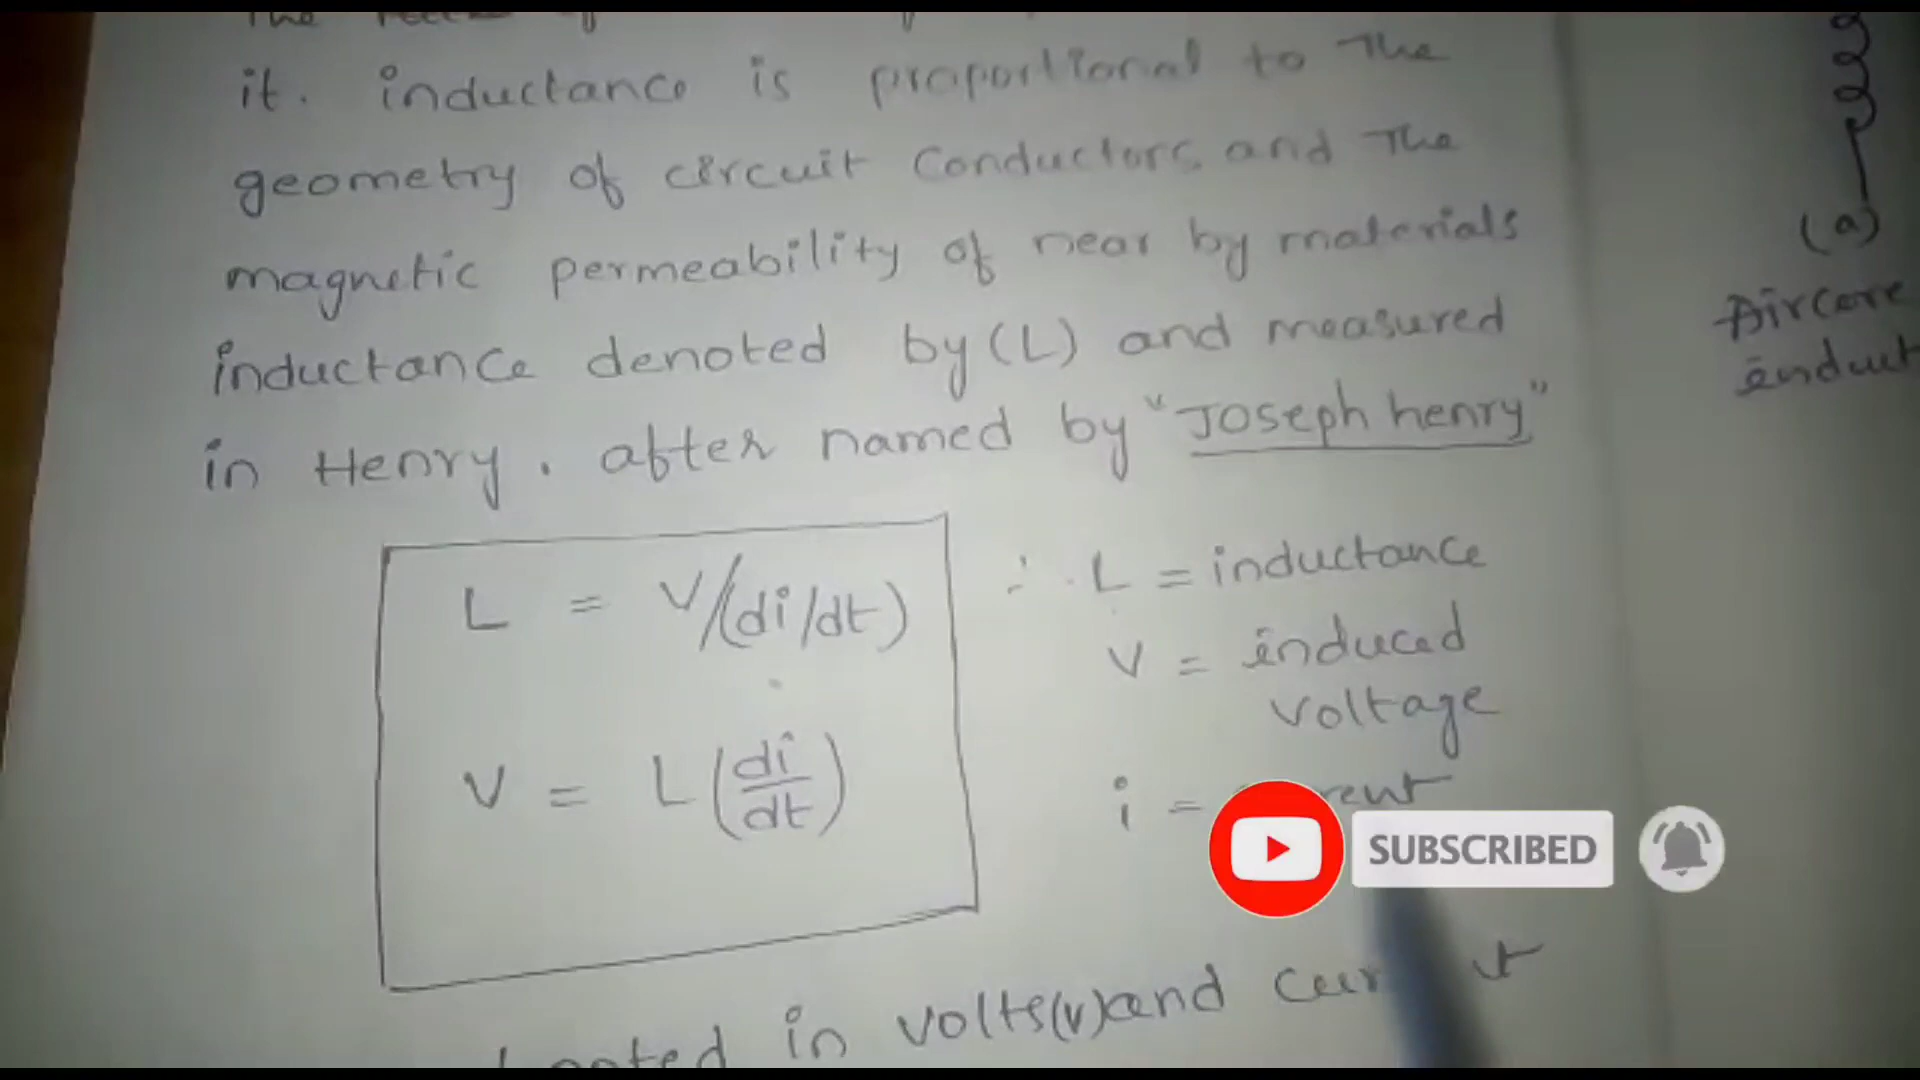 it. inductance is proportional to The
geometry of circuit Conductors and The
magnetic permeability of near by materials
inductance denoted by (L) and measured
in Henry. after named by "Joseph henry"
L = V/(di/dt)
V = L(di/dt)
∴ L = inductance
V = induced
voltage
i =
in volts(v)and
(a)
Aircore
SUBSCRIBED